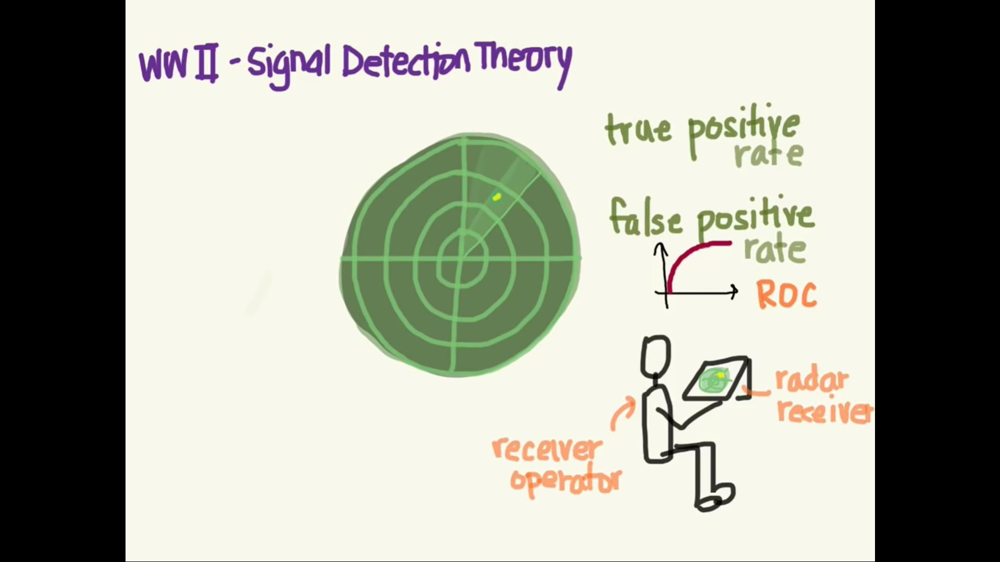 WW II - Signal Detection Theory
true positive
rate
false positive
rate
ROC
radar
receiver
receiver
operator